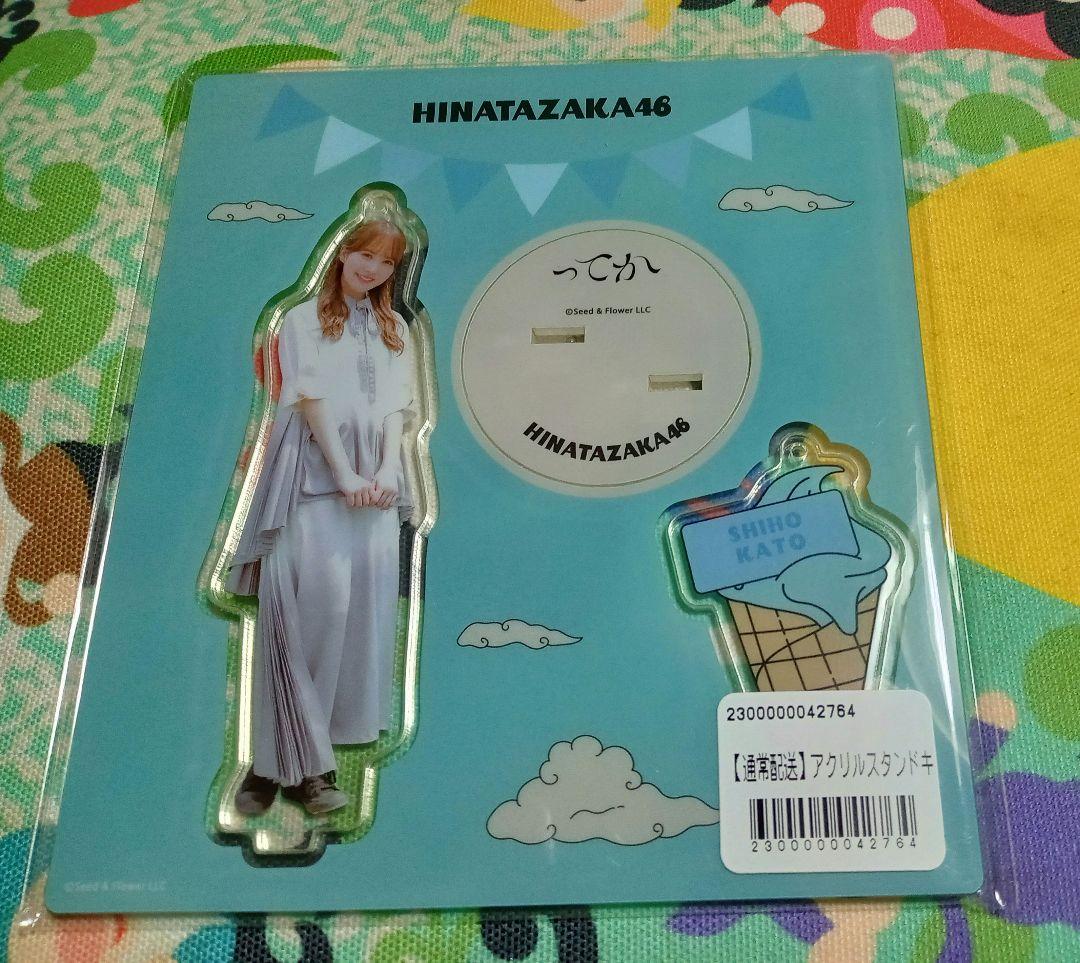 HINATAZAKA46
ってか
©Seed & Flower LLC
HINATAZAKA46
SHIHO
KATO
2300000042764
【通常配送】アクリルスタンドキ
2300000042764
©Seed & Flower LLC